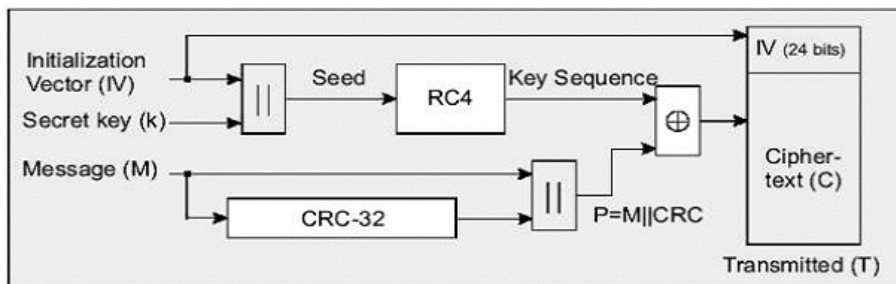 Initialization
Vector (IV)
Secret key (k)
Message (M)
||
Seed
RC4
Key Sequence
⊕
CRC-32
||
P=M||CRC
IV (24 bits)
Cipher-
text (C)
Transmitted (T)